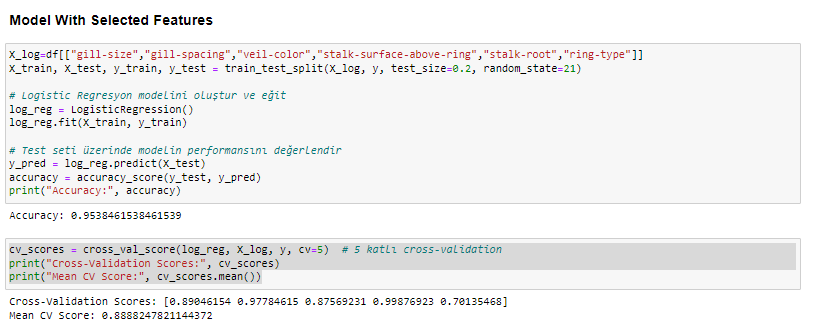 Model With Selected Features
X_log=df[["gill-size","gill-spacing","veil-color","stalk-surface-above-ring","stalk-root","ring-type"]]
X_train, X_test, y_train, y_test = train_test_split(X_log, y, test_size=0.2, random_state=21)
# Logistic Regresyon modelini oluştur ve eğit
log_reg = LogisticRegression()
log_reg.fit(X_train, y_train)
# Test seti üzerinde modelin performansını değerlendir
y_pred = log_reg.predict(X_test)
accuracy = accuracy_score(y_test, y_pred)
print("Accuracy:", accuracy)
Accuracy: 0.9538461538461539
cv_scores = cross_val_score(log_reg, X_log, y, cv=5)  # 5 katlı cross-validation
print("Cross-Validation Scores:", cv_scores)
print("Mean CV Score:", cv_scores.mean())
Cross-Validation Scores: [0.89046154 0.97784615 0.87569231 0.99876923 0.70135468]
Mean CV Score: 0.8888247821144372